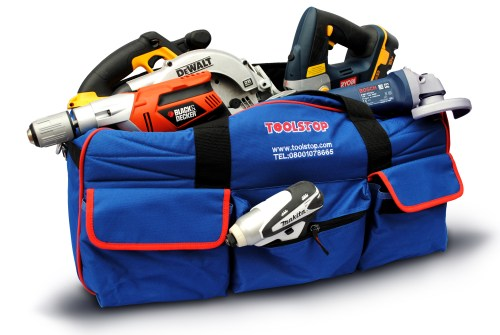 DEWALT
BLACK&
DECKER
RYOBI
BOSCH
TOOLSTOP
www.toolstop.com
TEL:08001078665
makita